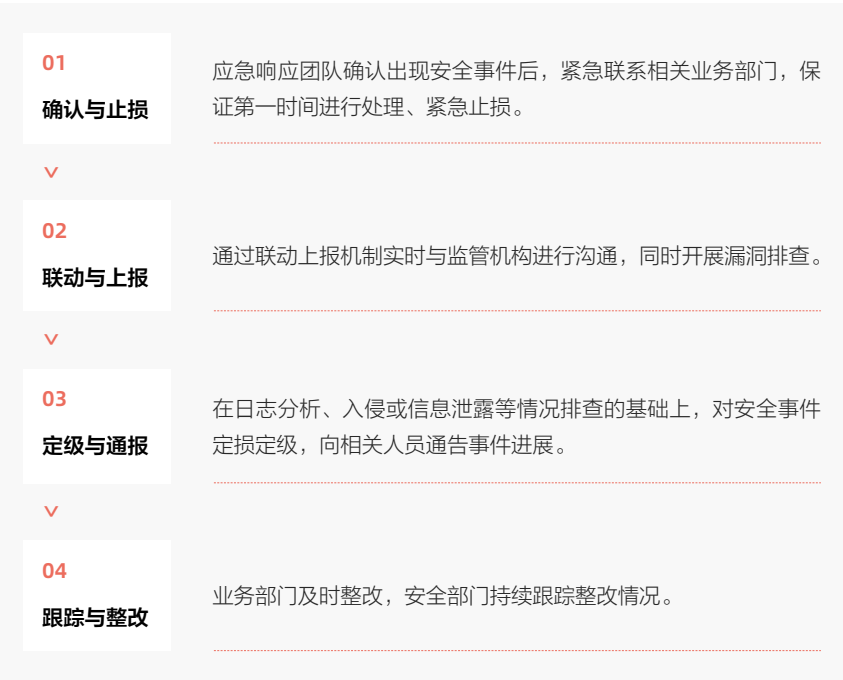 01
确认与止损
应急响应团队确认出现安全事件后，紧急联系相关业务部门，保
证第一时间进行处理、紧急止损。
02
联动与上报
通过联动上报机制实时与监管机构进行沟通，同时开展漏洞排查。
03
定级与通报
在日志分析、入侵或信息泄露等情况排查的基础上，对安全事件
定损定级，向相关人员通告事件进展。
04
跟踪与整改
业务部门及时整改，安全部门持续跟踪整改情况。